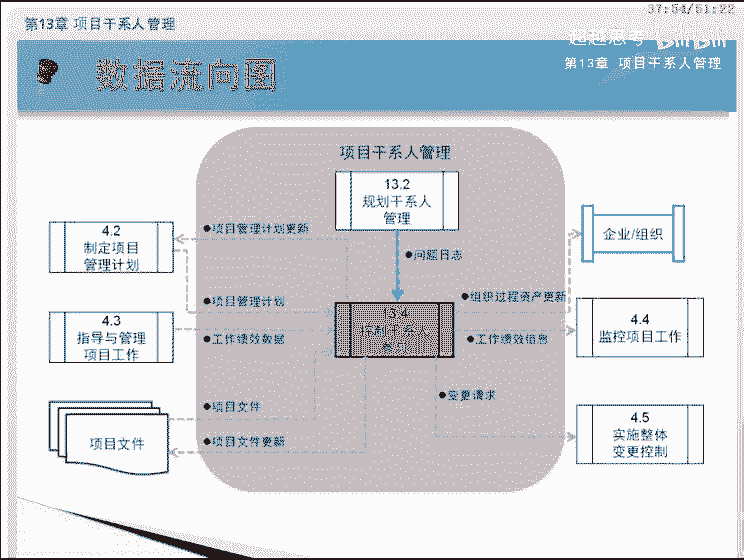 37:54/51:22
第13章 项目干系人管理
超越思考 bilibili
数据流向图
第13章 项目干系人管理
项目干系人管理
13.2
规划干系人
管理
4.2
制定项目
管理计划
●项目管理计划更新
●问题日志
企业/组织
●项目管理计划
●组织过程资产更新
4.3
指导与管理
项目工作
●工作绩效数据
13.4
控制干系人
参与
●工作绩效信息
4.4
监控项目工作
●变更请求
●项目文件
项目文件
●项目文件更新
4.5
实施整体
变更控制